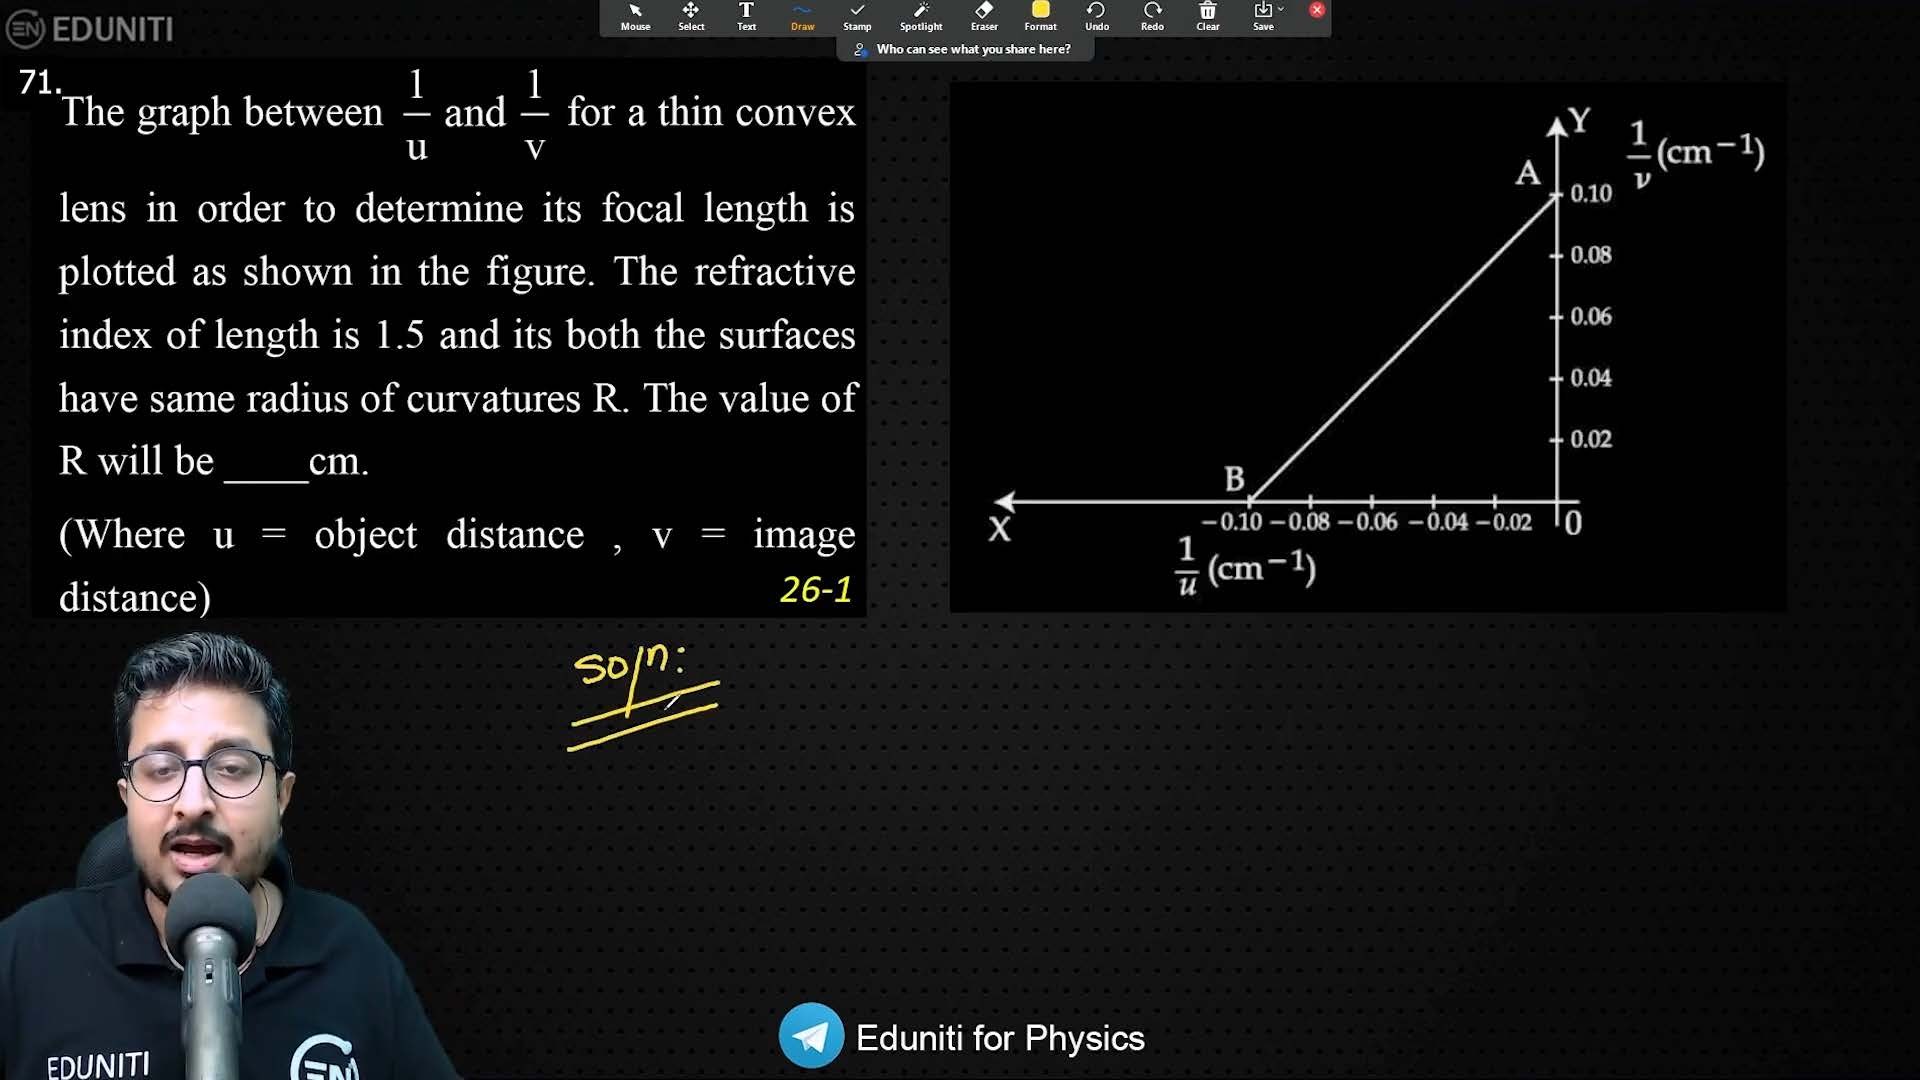 EN EDUNITI
Mouse Select Text Draw Stamp Spotlight Eraser Format Undo Redo Clear Save
Who can see what you share here?
71.
The graph between 1/u and 1/v for a thin convex
lens in order to determine its focal length is
plotted as shown in the figure. The refractive
index of length is 1.5 and its both the surfaces
have same radius of curvatures R. The value of
R will be ____cm.
(Where u = object distance , v = image
distance)
26-1
Y
1/v (cm⁻¹)
A
0.10
0.08
0.06
0.04
0.02
B
X
−0.10 −0.08 −0.06 −0.04 −0.02 0
1/u (cm⁻¹)
soln:
EDUNITI
EN
Eduniti for Physics